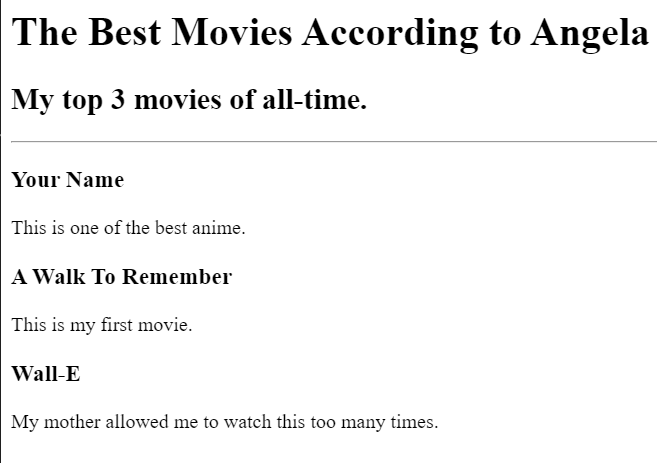 The Best Movies According to Angela
My top 3 movies of all-time.
Your Name
This is one of the best anime.
A Walk To Remember
This is my first movie.
Wall-E
My mother allowed me to watch this too many times.